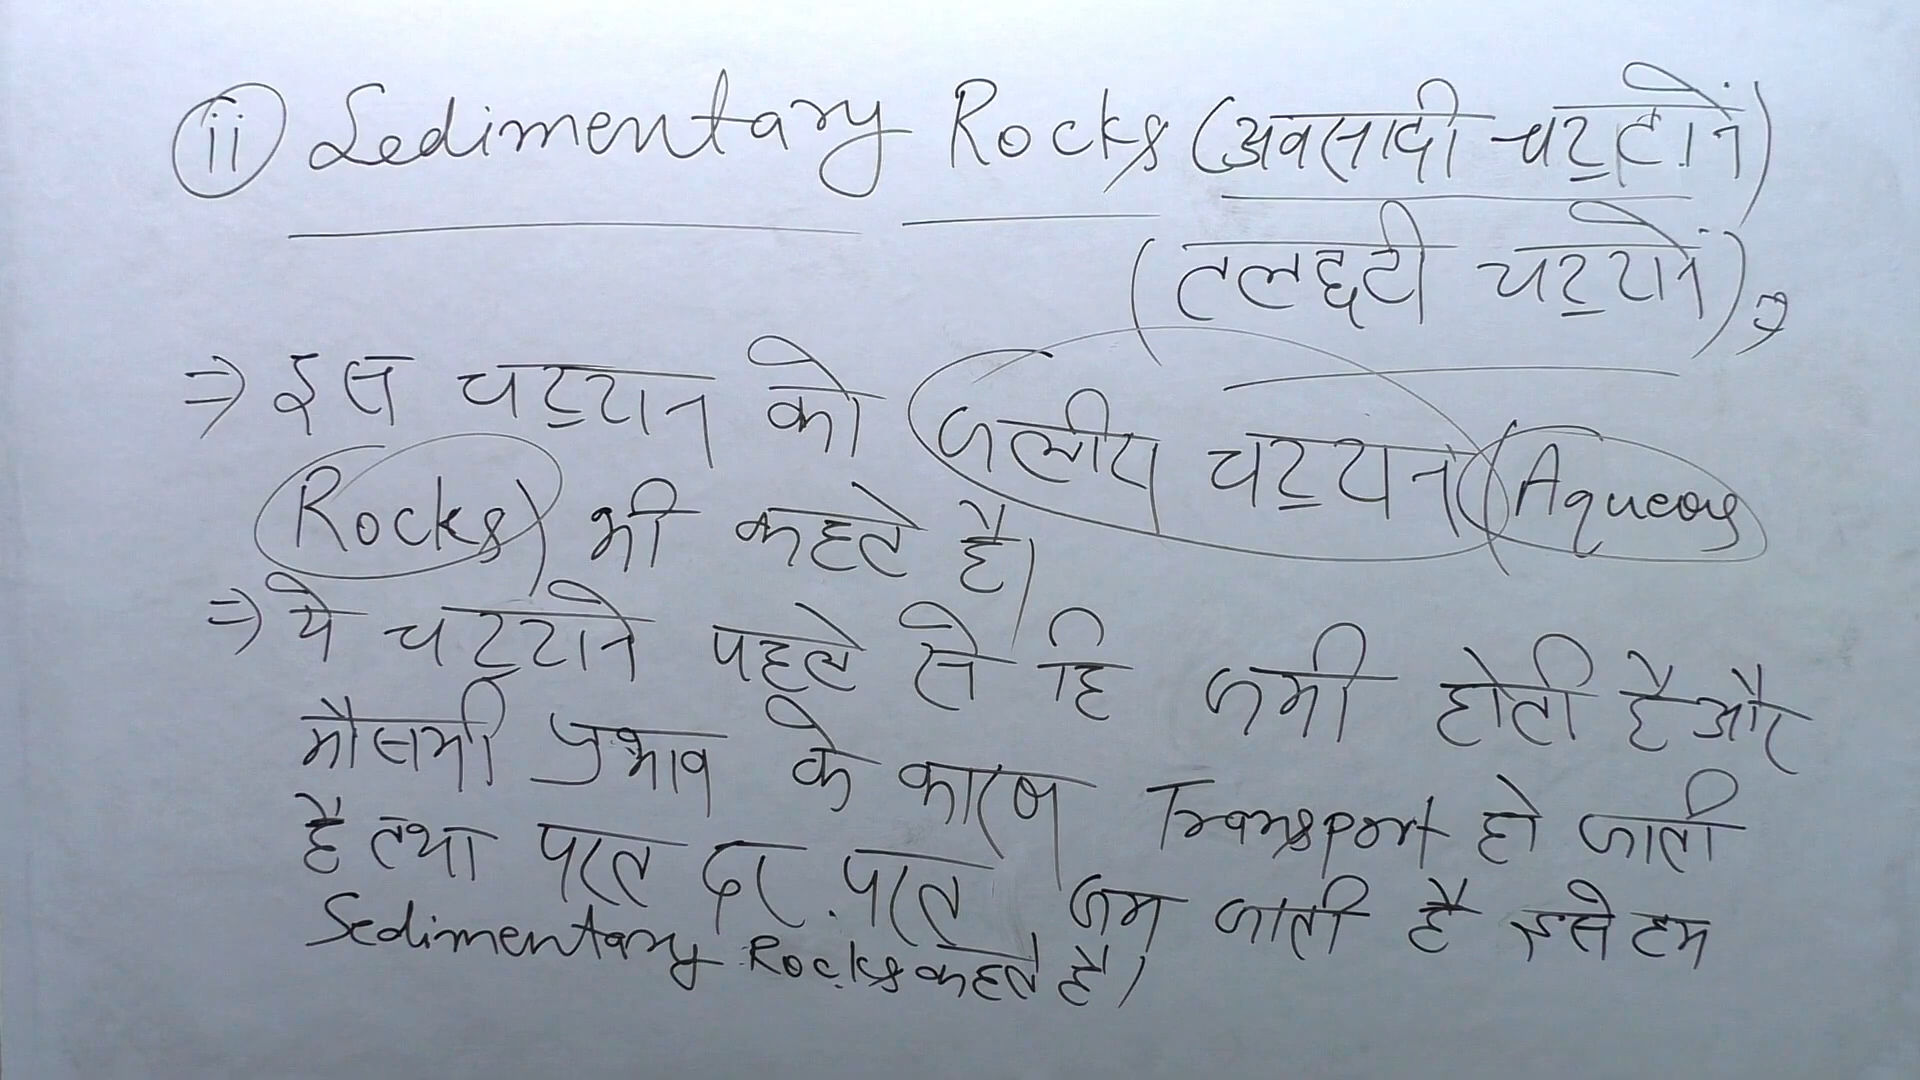 (ii) Sedimentary Rocks (अवसादी चट्टानें)
(तलछटी चट्टानें)→
⇒ इस चट्टान को जलीय चट्टान (Aqueous
Rocks) भी कहते है।
⇒ ये चट्टाने पहले से हि जमी होती है और
मौसमी प्रभाव के कारण Transport हो जाती
है तथा परत दर परत जम जाती है इसे हम
Sedimentary Rocks कहते है।